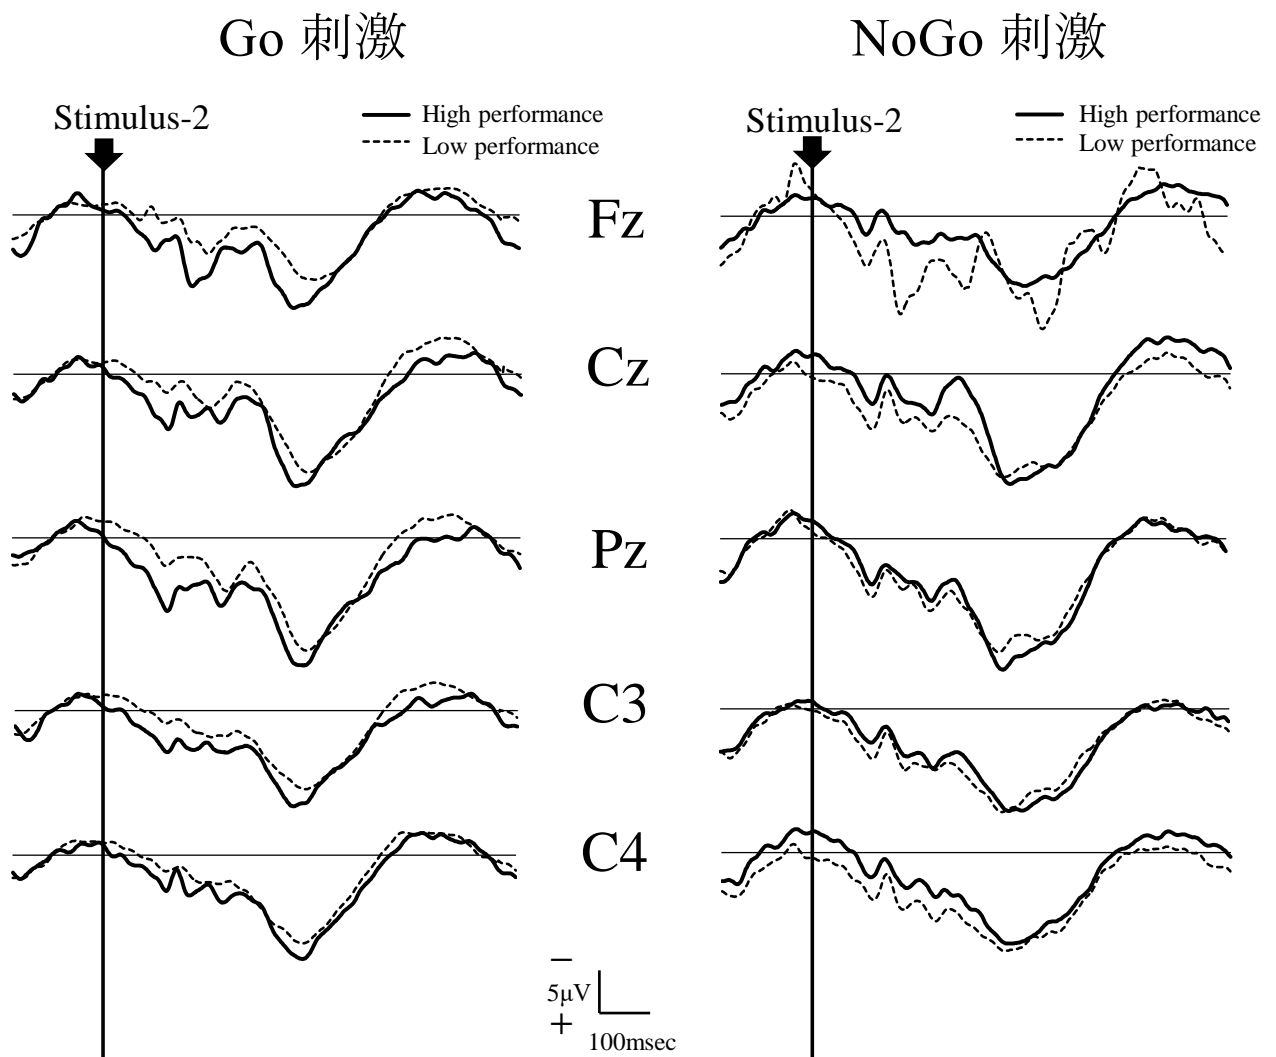 Go 刺激
NoGo 刺激
Stimulus-2
High performance
Low performance
Stimulus-2
High performance
Low performance
Fz
Cz
Pz
C3
C4
−
5μV
+
100msec